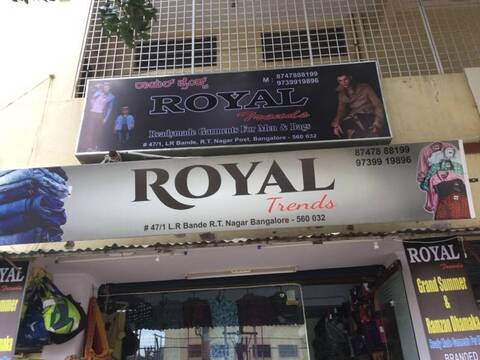 ರಾಯಲ್ ಟ್ರೆಂಡ್ಸ್
M : 8747888199
9739919896
ROYAL
Trends
Readymade Garments For Men & Bags
# 47/1, L.R Bande, R.T. Nagar Post, Bangalore - 560 032
87478 88199
97399 19896
ROYAL
Trends
# 47/1 L.R Bande R.T. Nagar Bangalore - 560 032
ROYAL
Trends
ROYAL
Trends
Grand Summer
&
Ramzan Dhamaka
BRANDED